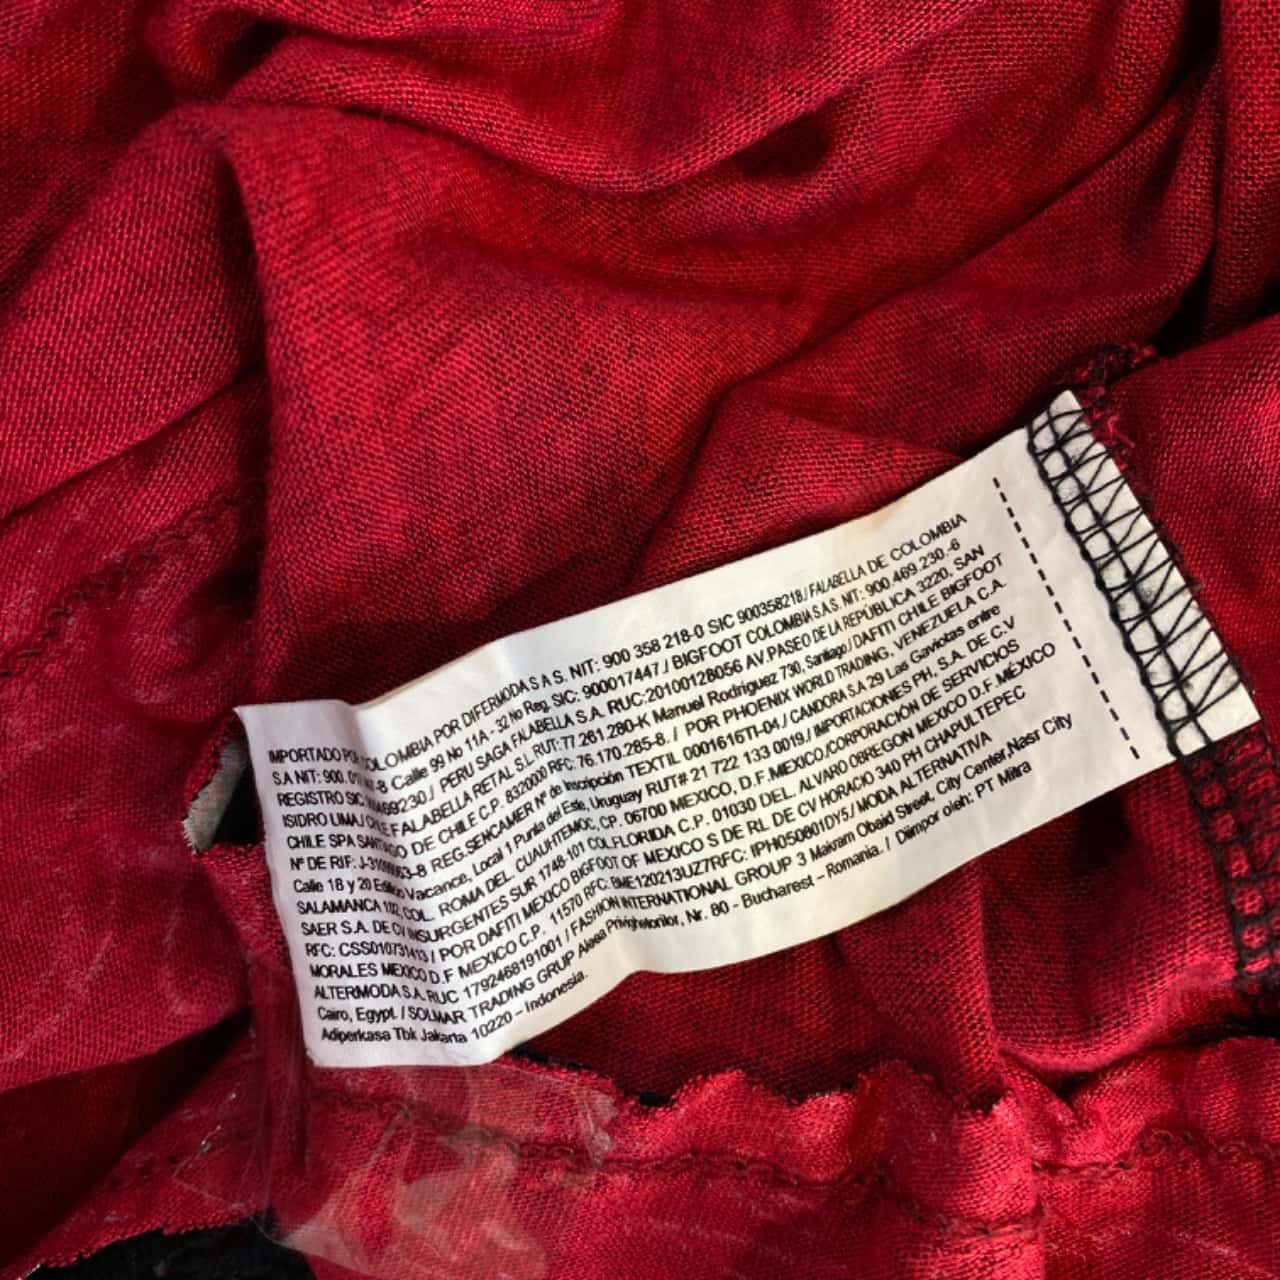 IMPORTADO POR COLOMBIA POR DIFERMODA S A S. NIT: 900 358 218-0 SIC 900358218 / FALABELLA DE COLOMBIA
S.A NIT: 900. Calle 99 No 11A - 32 No Reg. SIC: 900017447 / BIGFOOT COLOMBIA S.A.S. NIT: 900.469.230.-6
REGISTRO SIC / PERU SAGA FALABELLA S.A. RUC:20100128056 AV.PASEO DE LA REPÚBLICA 3220, SAN
ISIDRO LIMA./ CHILE FALABELLA RETAIL S.L. RUT:77.261.280-K Manuel Rodriguez 730, Santiago / DAFITI CHILE BIGFOOT
CHILE SPA SANTIAGO DE CHILE C.P. 8320000 RFC: 76.170.285-8. / POR PHOENIX WORLD TRADING, VENEZUELA C.A.
Nº DE RIF: REG.SENCAMER Nº de Inscripción TEXTIL 0001616TI-04 / CANDORA S.A 29 Las Gaviotas entre
Calle 18 y 20 Edificio Vacance, Local 1 Punta del Este, Uruguay RUT# 21 722 133 0019./ IMPORTACIONES PH, S.A. DE C.V
SALAMANCA 102, COL. ROMA DEL. CUAUHTEMOC, CP. 06700 MEXICO, D.F.MEXICO./CORPORACIÓN DE SERVICIOS
SAER S.A. DE CV INSURGENTES SUR 1748-101 COL.FLORIDA C.P. 01030 DEL. ALVARO OBREGON MEXICO D.F. MÉXICO
RFC: CSS010731413 / POR DAFITI MEXICO BIGFOOT OF MEXICO S DE RL DE CV HORACIO 340 PH CHAPULTEPEC
MORALES MEXICO D.F MEXICO C.P. 11570 RFC: BME120213UZ7RFC: IPH050801DY5 / MODA ALTERNATIVA
ALTERMODA S.A. RUC 1792468191001 / FASHION INTERNATIONAL GROUP 3 Makram Obaid Street, City Center,Nasr City
Cairo, Egypt. / SOLMAR TRADING GRUP Aleea Privighetorilor, Nr. 80 - Bucharest – Romania. / Diimpor oleh: PT Mitra
Adiperkasa Tbk Jakarta 10220 – Indonesia.